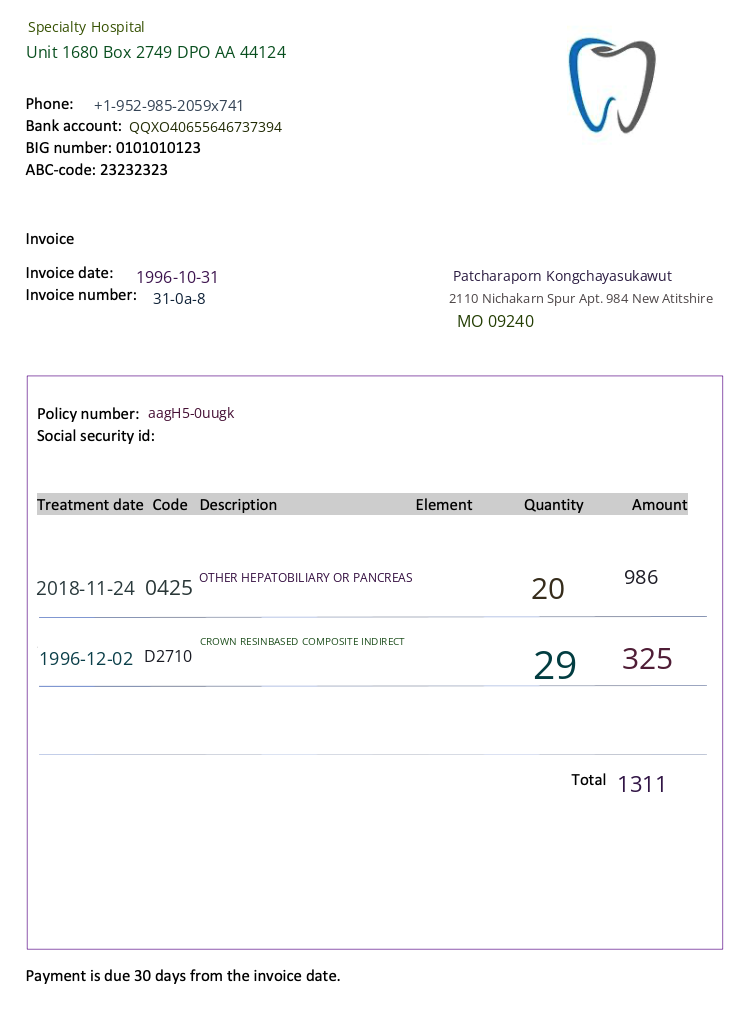 Specialty Hospital
Unit 1680 Box 2749 DPO AA 44124
Phone: +1-952-985-2059x741
Bank account: QQXO40655646737394
BIG number: 0101010123
ABC-code: 23232323
Invoice
Invoice date: 1996-10-31
Invoice number: 31-0a-8
Patcharaporn Kongchayasukawut
2110 Nichakarn Spur Apt. 984 New Atitshire
MO 09240
Policy number: aagH5-0uugk
Social security id:
Treatment date Code Description Element Quantity Amount
2018-11-24 0425 OTHER HEPATOBILIARY OR PANCREAS 20 986
1996-12-02 D2710 CROWN RESINBASED COMPOSITE INDIRECT 29 325
Total 1311
Payment is due 30 days from the invoice date.